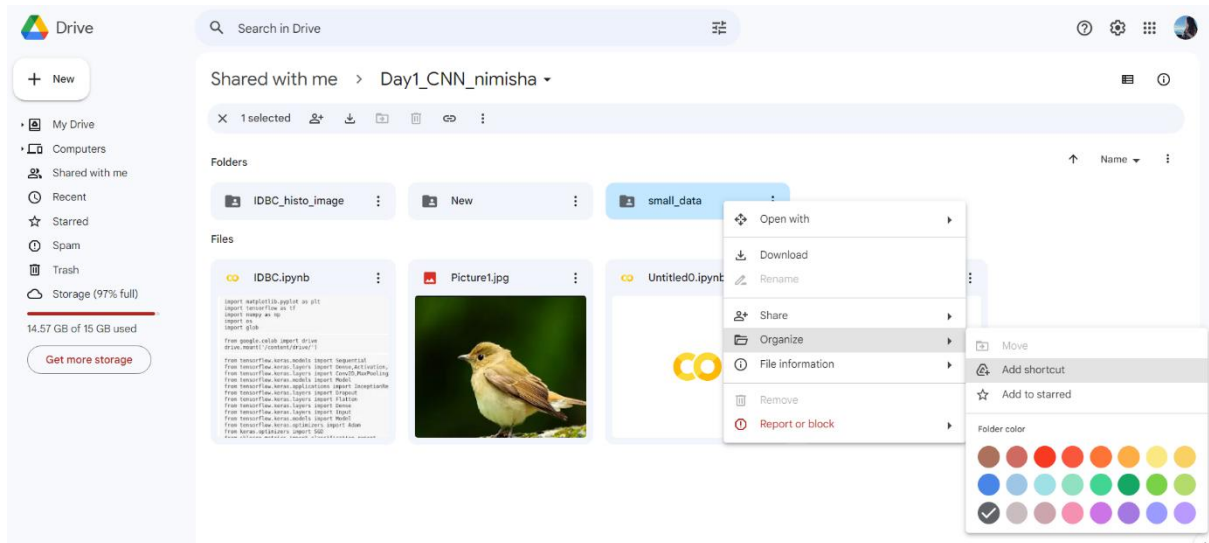 Drive
Search in Drive
New
Shared with me > Day1_CNN_nimisha
1 selected
My Drive
Computers
Shared with me
Recent
Starred
Spam
Trash
Storage (97% full)
14.57 GB of 15 GB used
Get more storage
Folders
Name
IDBC_histo_image
New
small_data
Files
IDBC.ipynb
Picture1.jpg
Untitled0.ipynb
import matplotlib.pyplot as plt
import tensorflow as tf
import numpy as np
import os
import glob
from google.colab import drive
drive.mount('/content/drive/')
from tensorflow.keras.models import Sequential
from tensorflow.keras.layers import Dense,Activation,
from tensorflow.keras.layers import Conv2D,MaxPooling
from tensorflow.keras.models import Model
from tensorflow.keras.applications import InceptionRe
from tensorflow.keras.layers import Dropout
from tensorflow.keras.layers import Flatten
from tensorflow.keras.layers import Dense
from tensorflow.keras.layers import Input
from tensorflow.keras.models import Model
from tensorflow.keras.optimizers import Adam
from keras.optimizers import SGD
CO
Open with
Download
Rename
Share
Organize
File information
Remove
Report or block
Move
Add shortcut
Add to starred
Folder color